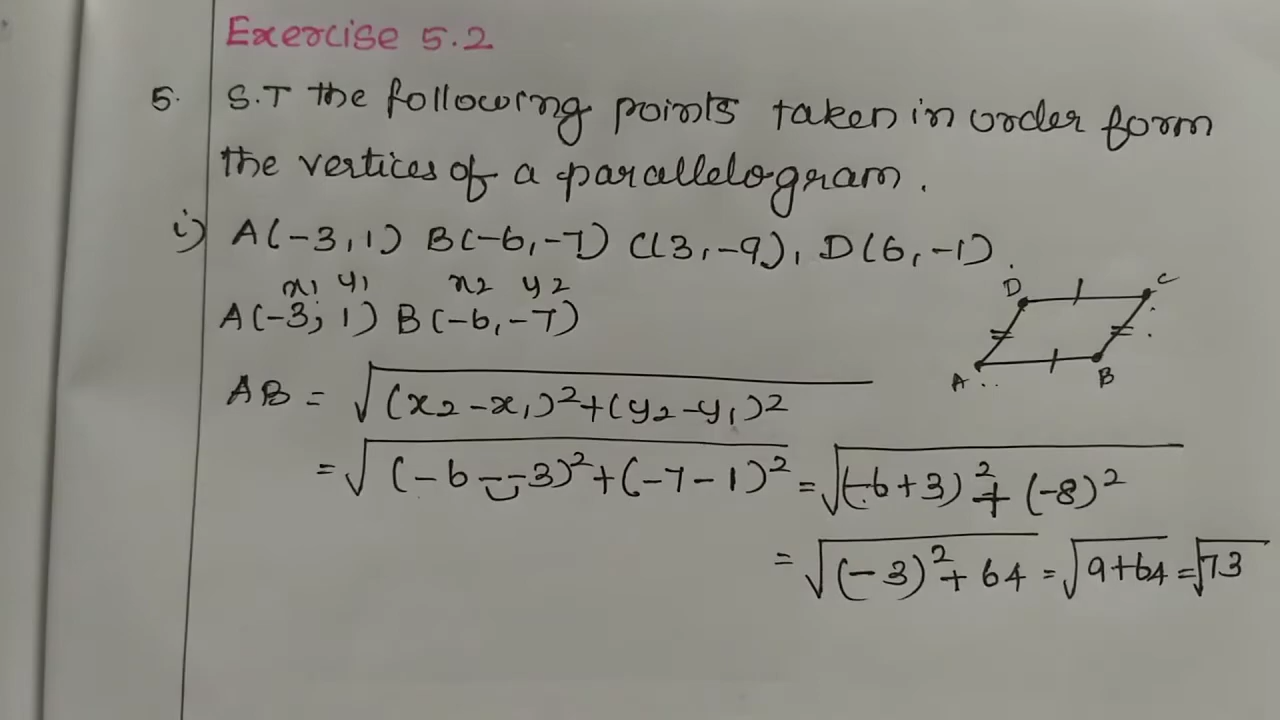 Exercise 5.2
5. S.T the following points taken in order form
the vertices of a parallelogram.
i) A(-3,1) B(-6,-7) C(3,-9), D(6,-1).
x1 y1 x2 y2
A(-3,1) B(-6,-7)
D C
A B
AB = √(x2-x1)²+(y2-y1)²
= √(-6--3)²+(-7-1)² = √(-6+3)²+(-8)²
= √(-3)²+64 = √9+64 = √73